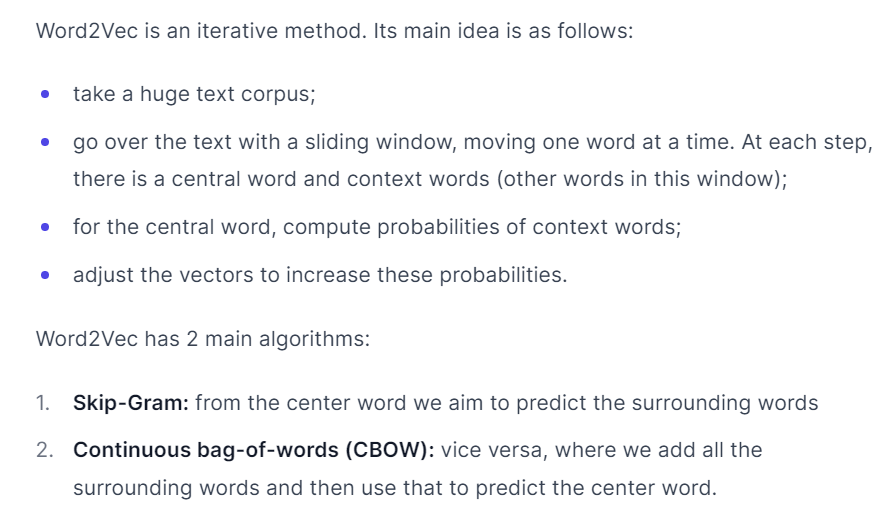 Word2Vec is an iterative method. Its main idea is as follows:
• take a huge text corpus;
• go over the text with a sliding window, moving one word at a time. At each step,
there is a central word and context words (other words in this window);
• for the central word, compute probabilities of context words;
• adjust the vectors to increase these probabilities.
Word2Vec has 2 main algorithms:
1. Skip-Gram: from the center word we aim to predict the surrounding words
2. Continuous bag-of-words (CBOW): vice versa, where we add all the
surrounding words and then use that to predict the center word.